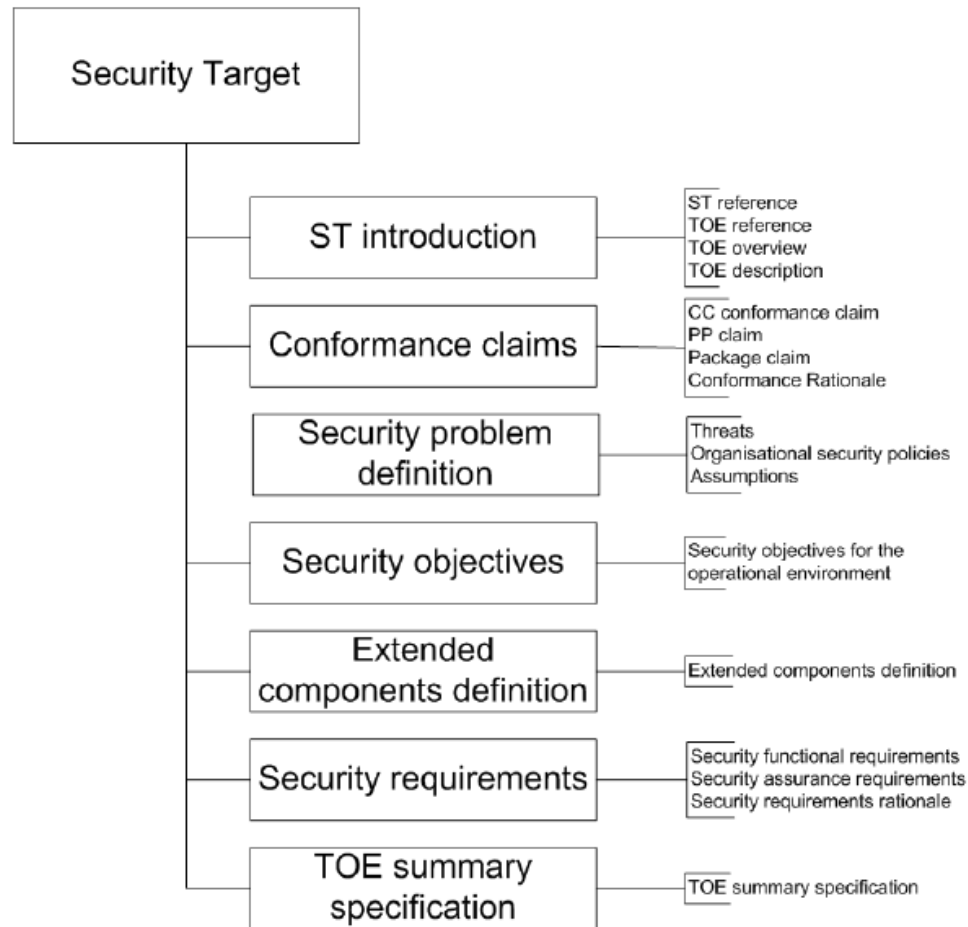 Security Target
ST introduction
ST reference
TOE reference
TOE overview
TOE description
Conformance claims
CC conformance claim
PP claim
Package claim
Conformance Rationale
Security problem
definition
Threats
Organisational security policies
Assumptions
Security objectives
Security objectives for the
operational environment
Extended
components definition
Extended components definition
Security requirements
Security functional requirements
Security assurance requirements
Security requirements rationale
TOE summary
specification
TOE summary specification